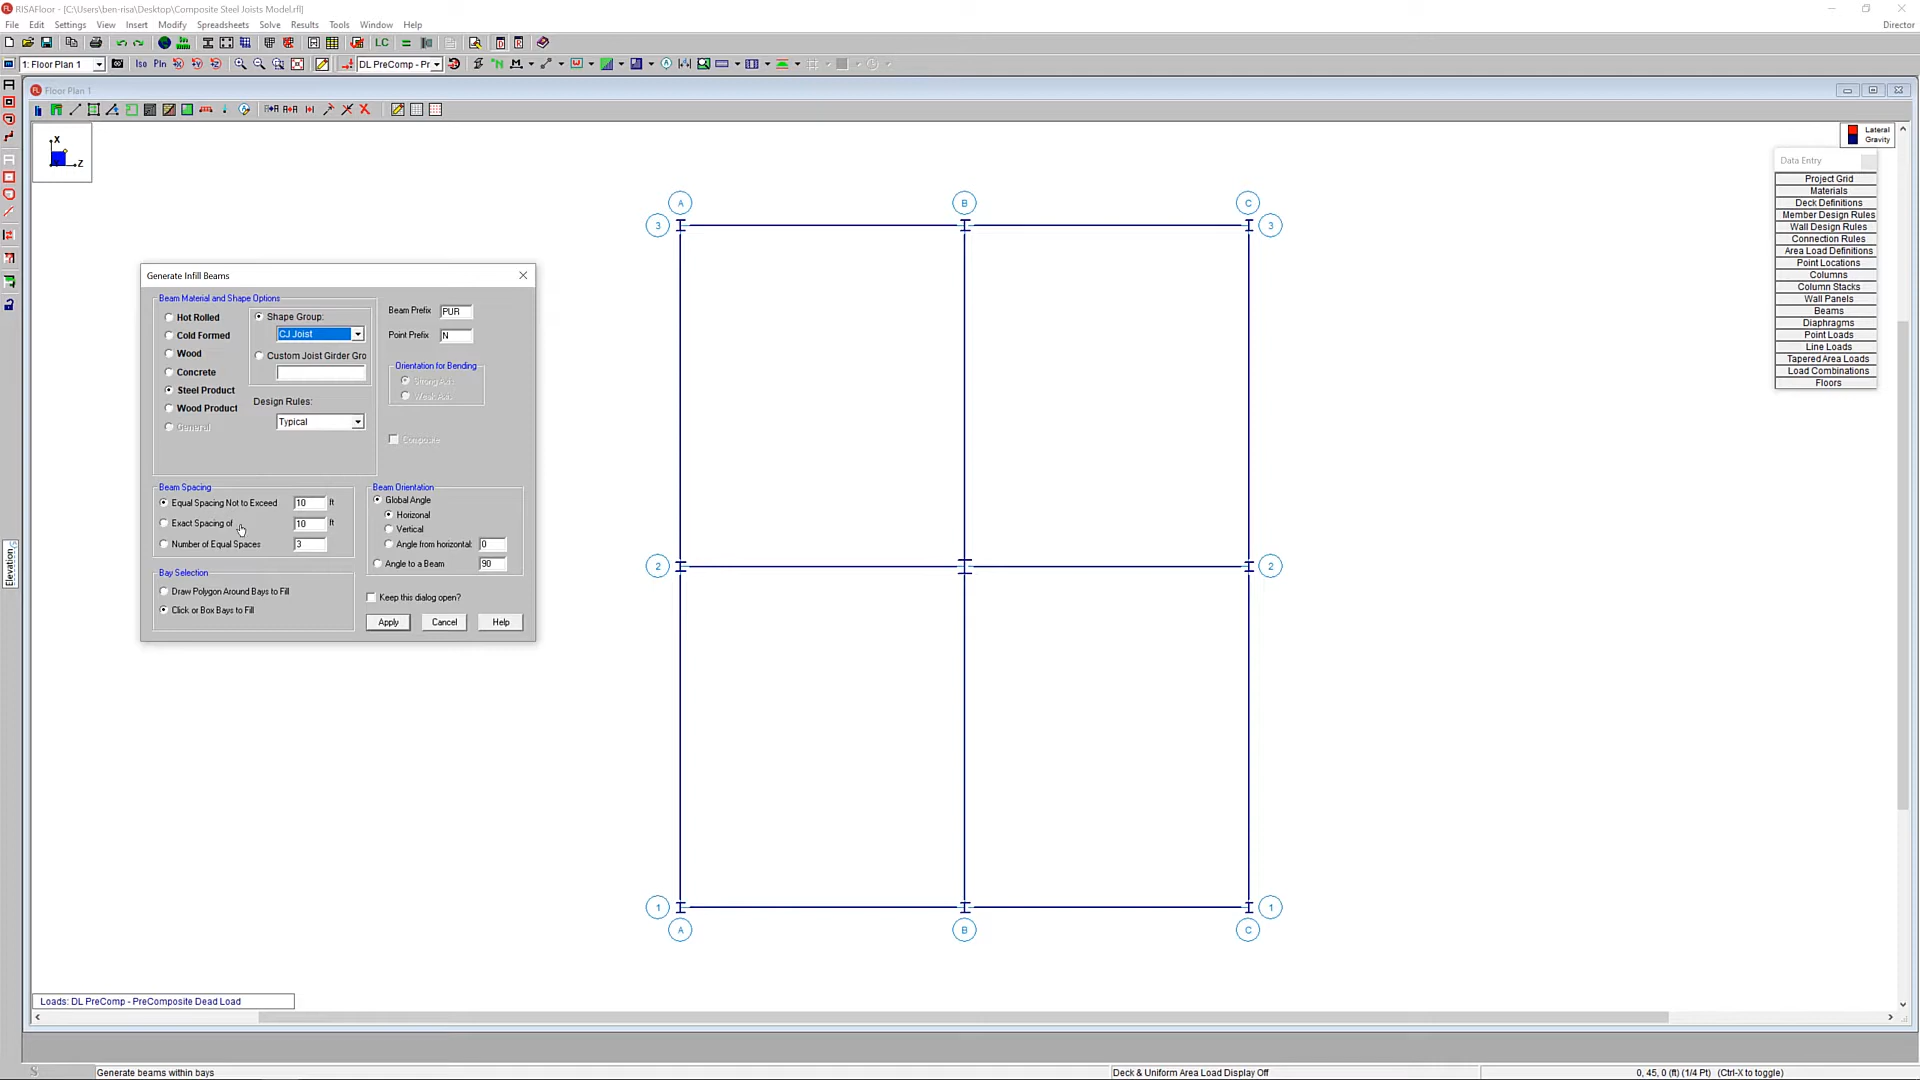 RISAFloor - [C:\Users\ben-risa\Desktop\Composite Steel Joists Model.rfl]
File Edit Settings View Insert Modify Spreadsheets Solve Results Tools Window Help
Director
LC
1: Floor Plan 1
Iso Pln
DL PreComp - Pr
Floor Plan 1
X
Z
Lateral
Gravity
Data Entry
Project Grid
Materials
Deck Definitions
Member Design Rules
Wall Design Rules
Connection Rules
Area Load Definitions
Point Locations
Columns
Column Stacks
Wall Panels
Beams
Diaphragms
Point Loads
Line Loads
Tapered Area Loads
Load Combinations
Floors
A B C
3 3
2 2
1 1
A B C
Generate Infill Beams
Beam Material and Shape Options
Hot Rolled
Cold Formed
Wood
Concrete
Steel Product
Wood Product
General
Shape Group:
CJ Joist
Custom Joist Girder Gro
Design Rules:
Typical
Beam Prefix PUR
Point Prefix N
Orientation for Bending
Strong Axis
Weak Axis
Composite
Beam Spacing
Equal Spacing Not to Exceed 10 ft
Exact Spacing of 10 ft
Number of Equal Spaces 3
Beam Orientation
Global Angle
Horizonal
Vertical
Angle from horizontal: 0
Angle to a Beam 90
Bay Selection
Draw Polygon Around Bays to Fill
Click or Box Bays to Fill
Keep this dialog open?
Apply Cancel Help
Elevation
Loads: DL PreComp - PreComposite Dead Load
S
Generate beams within bays
Deck & Uniform Area Load Display Off
0, 45, 0 (ft) (1/4 Pt) (Ctrl-X to toggle)